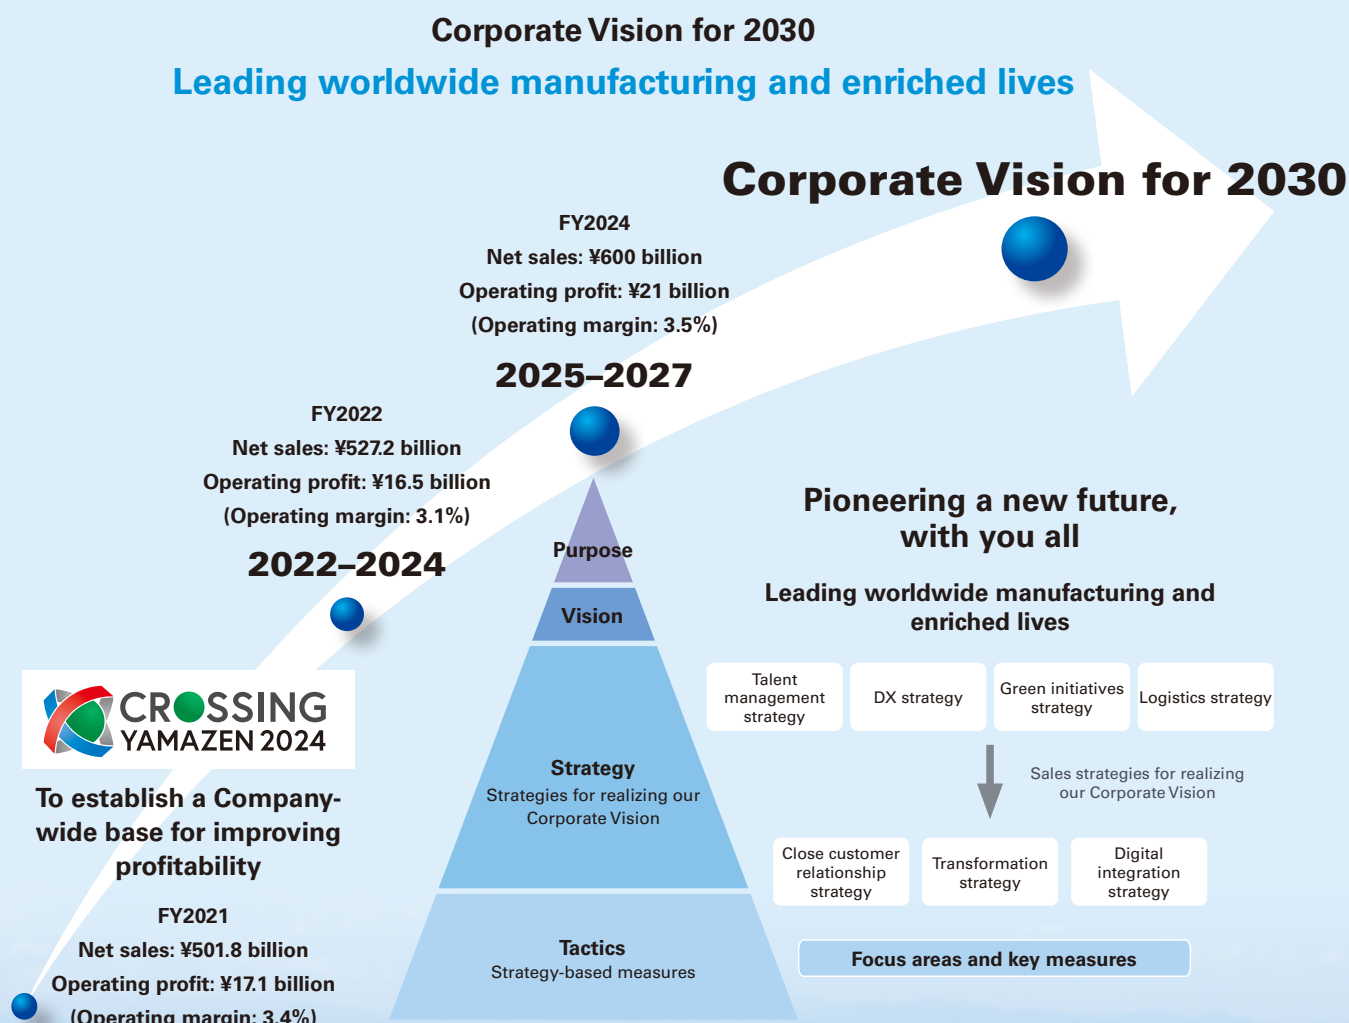 Corporate Vision for 2030
Leading worldwide manufacturing and enriched lives
Corporate Vision for 2030
FY2024
Net sales: ¥600 billion
Operating profit: ¥21 billion
(Operating margin: 3.5%)
2025–2027
FY2022
Net sales: ¥527.2 billion
Operating profit: ¥16.5 billion
(Operating margin: 3.1%)
2022–2024
CROSSING
YAMAZEN 2024
To establish a Company-
wide base for improving
profitability
FY2021
Net sales: ¥501.8 billion
Operating profit: ¥17.1 billion
(Operating margin: 3.4%)
Purpose
Vision
Strategy
Strategies for realizing our
Corporate Vision
Tactics
Strategy-based measures
Pioneering a new future,
with you all
Leading worldwide manufacturing and
enriched lives
Talent
management
strategy
DX strategy
Green initiatives
strategy
Logistics strategy
Sales strategies for realizing
our Corporate Vision
Close customer
relationship
strategy
Transformation
strategy
Digital
integration
strategy
Focus areas and key measures